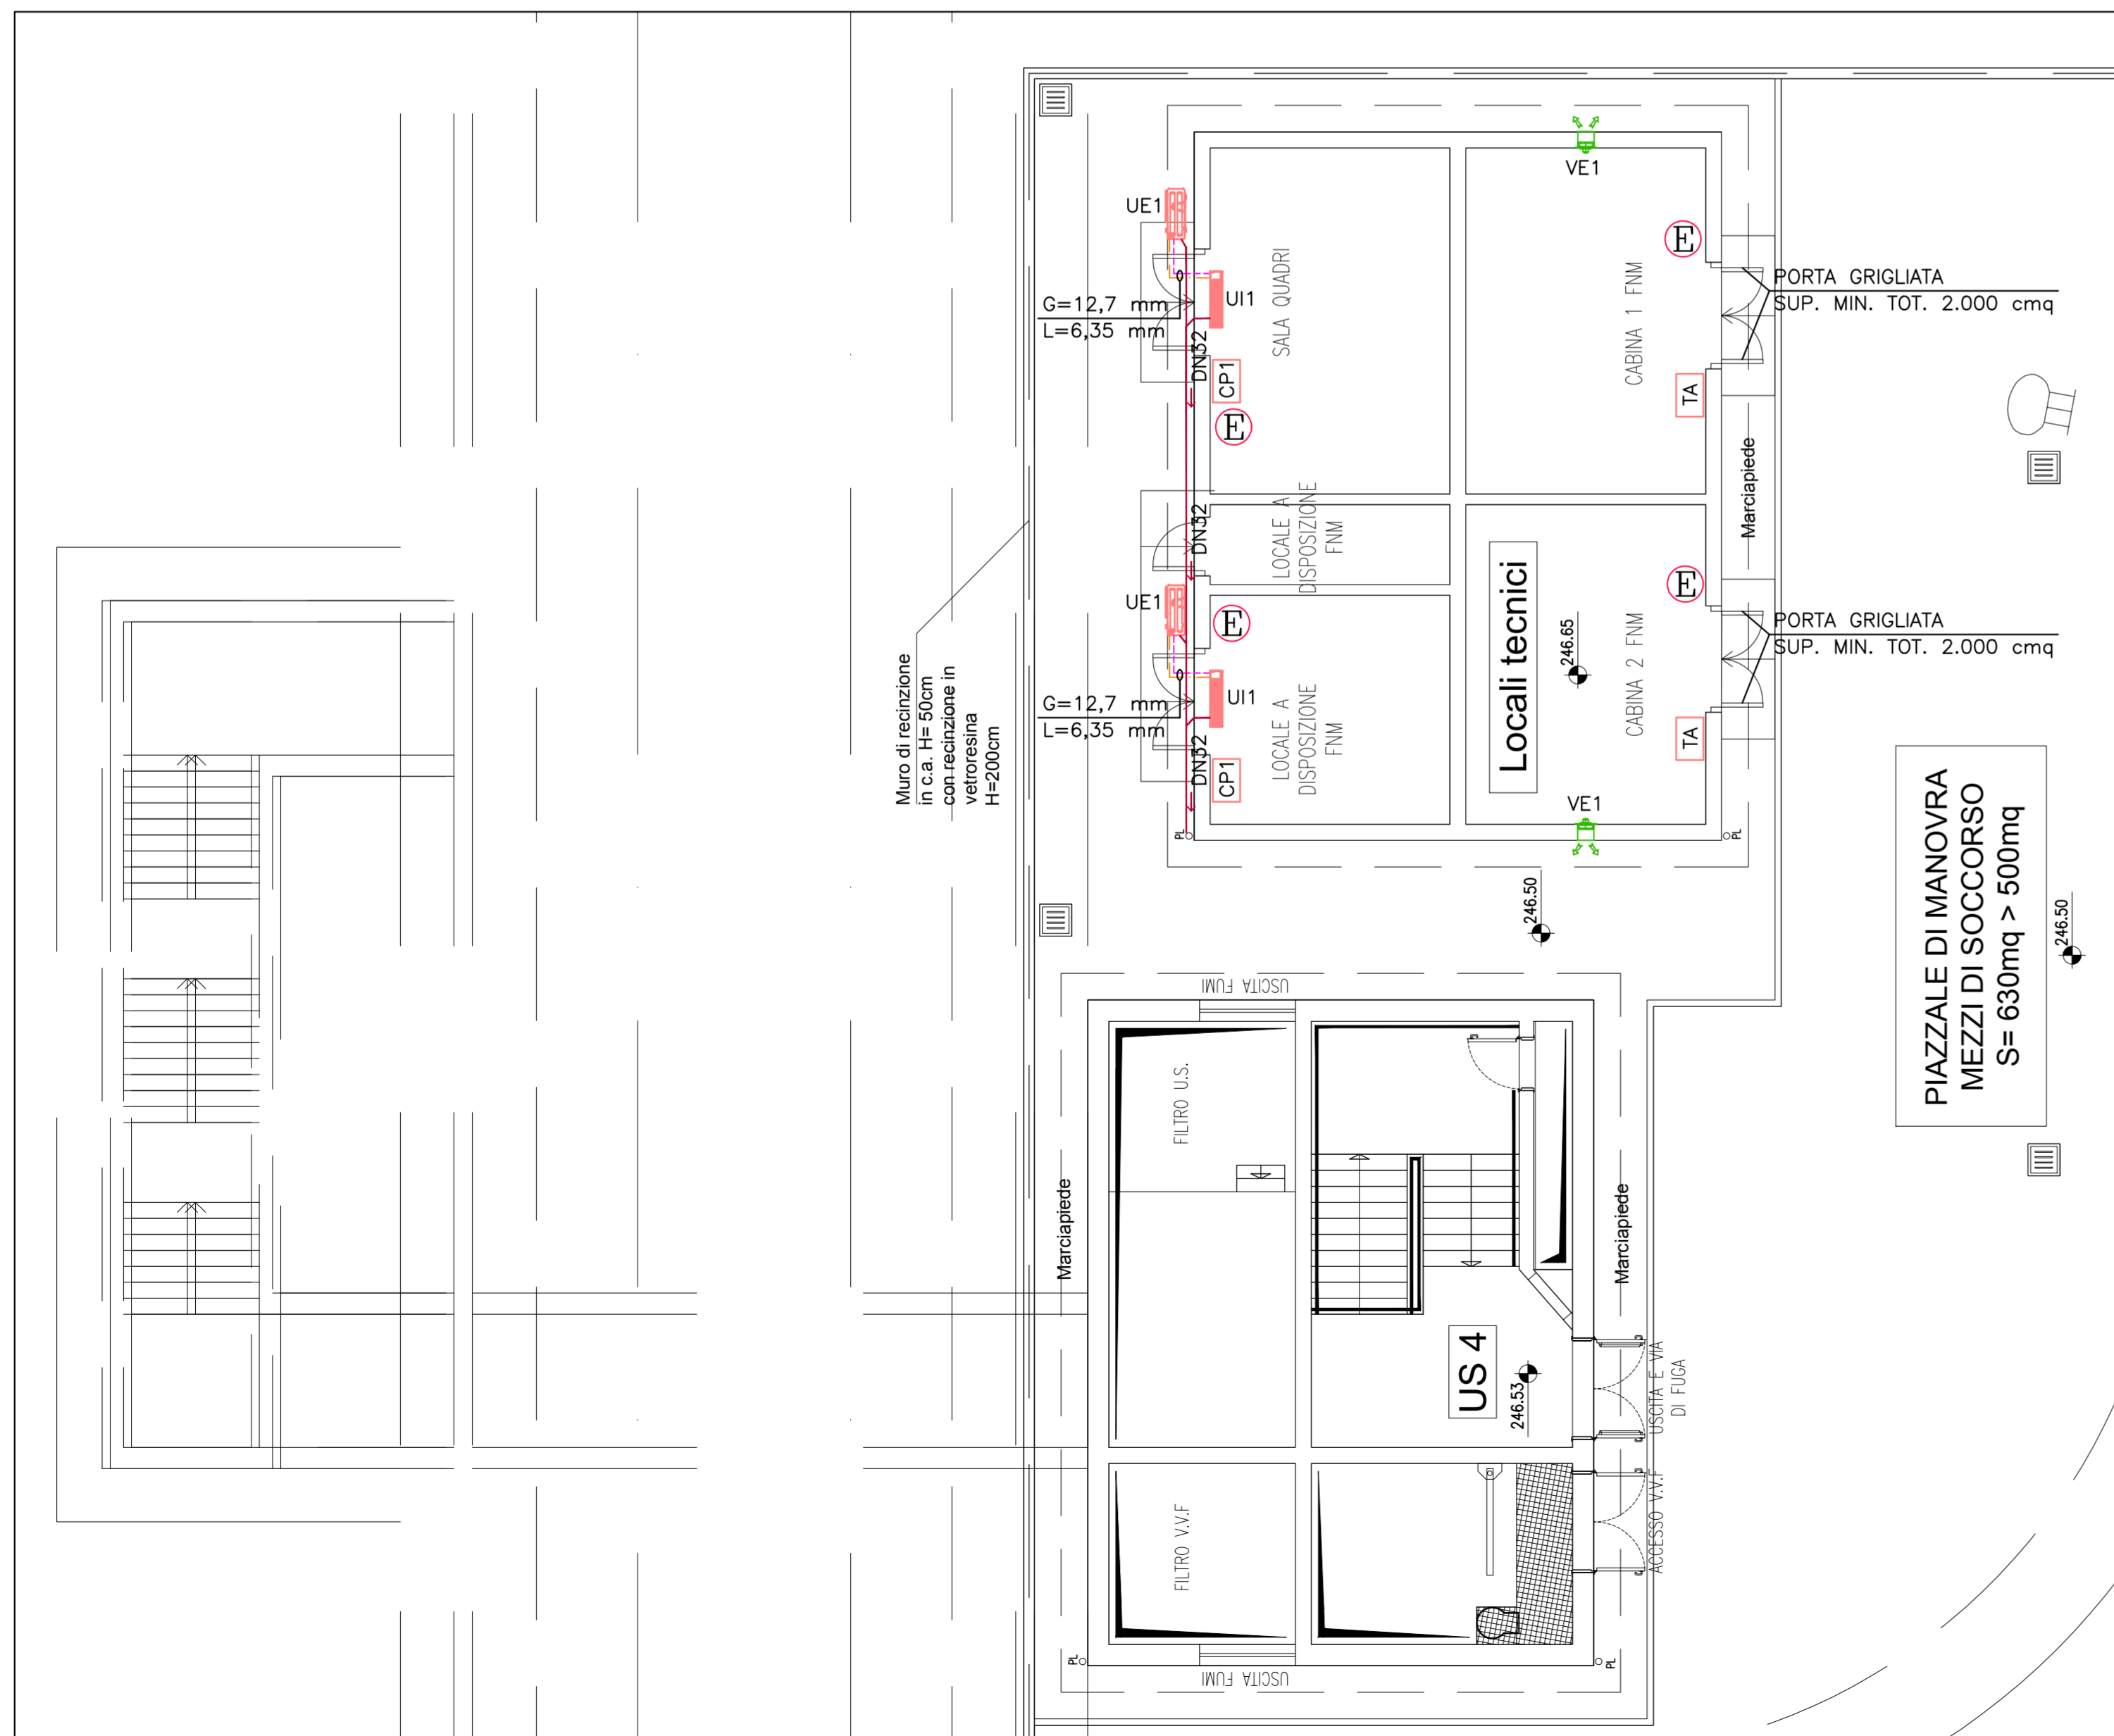 VE1
UE1
E
SALA QUADRI
CABINA 1 FNM
PORTA GRIGLIATA
SUP. MIN. TOT. 2.000 cmq
G=12,7 mm
L=6,35 mm
UI1
DN32
CP1
E
TA
Marciapiede
DN32
LOCALE A
DISPOSIZIONE
FNM
UE1
E
E
Locali tecnici
246.65
CABINA 2 FNM
PORTA GRIGLIATA
SUP. MIN. TOT. 2.000 cmq
Muro di recinzione
in c.a. H= 50cm
con recinzione in
vetroresina
H=200cm
G=12,7 mm
L=6,35 mm
UI1
DN32
CP1
LOCALE A
DISPOSIZIONE
FNM
TA
VE1
PL
PL
246.50
PIAZZALE DI MANOVRA
MEZZI DI SOCCORSO
S= 630mq > 500mq
246.50
USCITA FUMI
FILTRO U.S.
Marciapiede
Marciapiede
US 4
246.53
USCITA E VIA
DI FUGA
FILTRO V.V.F
ACCESSO V.V.F
PL
PL
USCITA FUMI